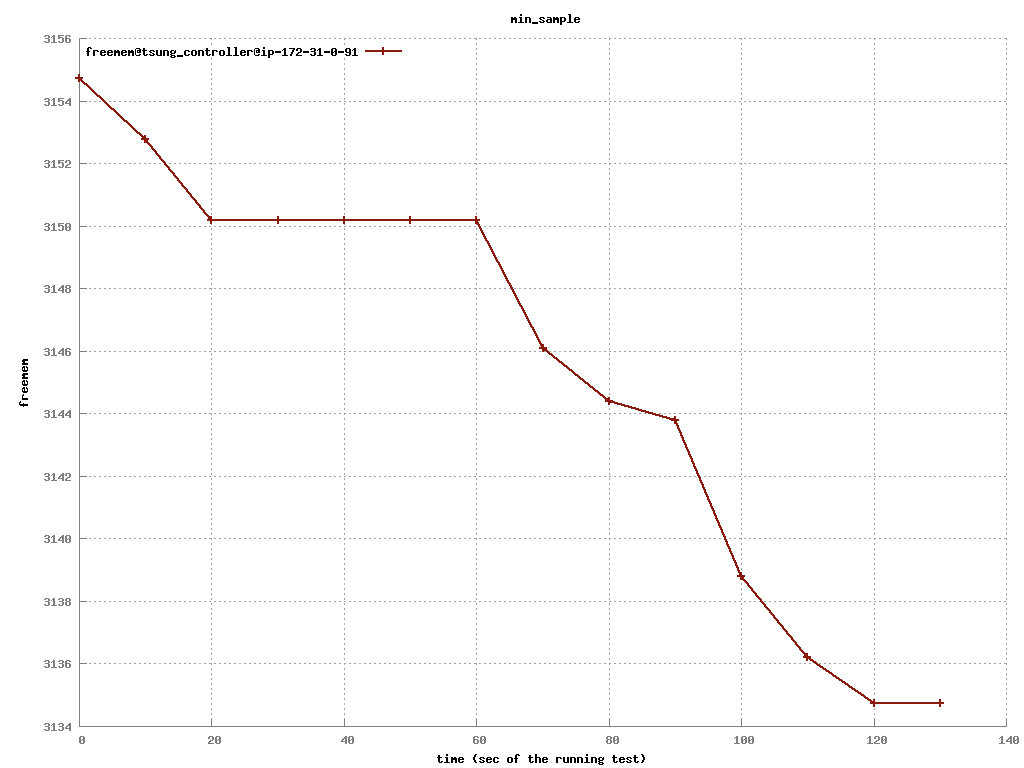 min_sample
freemem@tsung_controller@ip-172-31-0-91
3156
3154
3152
3150
3148
3146
3144
3142
3140
3138
3136
3134
freemem
0 20 40 60 80 100 120 140
time (sec of the running test)